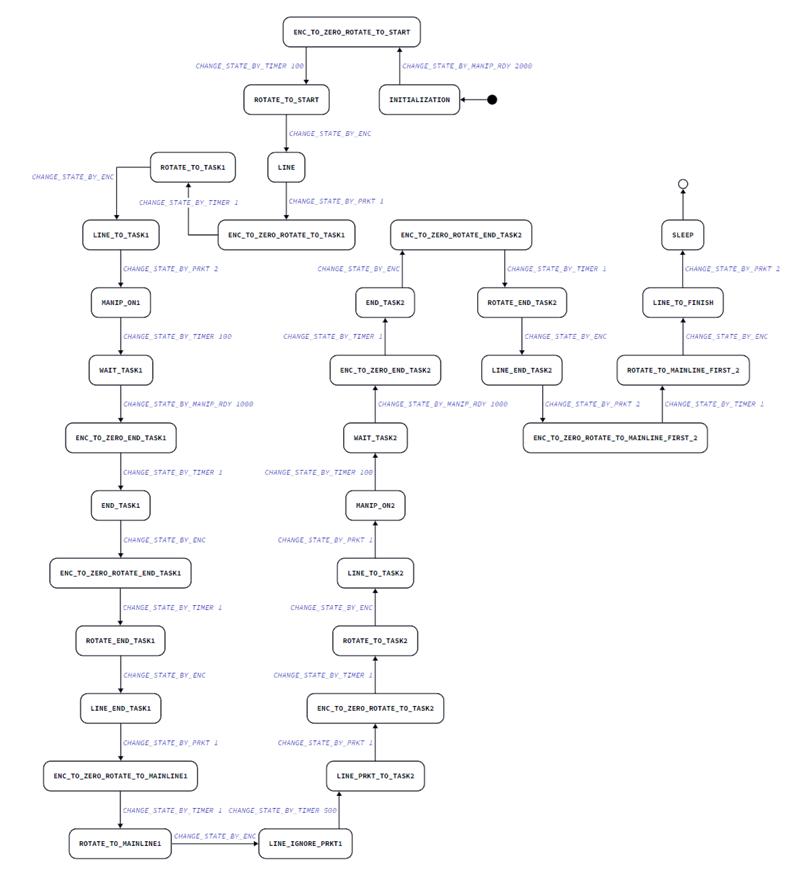 ENC_TO_ZERO_ROTATE_TO_START
CHANGE_STATE_BY_TIMER 100
CHANGE_STATE_BY_MANIP_RDY 2000
ROTATE_TO_START
INITIALIZATION
CHANGE_STATE_BY_ENC
ROTATE_TO_TASK1
LINE
CHANGE_STATE_BY_ENC
CHANGE_STATE_BY_TIMER 1
CHANGE_STATE_BY_PRKT 1
LINE_TO_TASK1
ENC_TO_ZERO_ROTATE_TO_TASK1
ENC_TO_ZERO_ROTATE_END_TASK2
SLEEP
CHANGE_STATE_BY_PRKT 2
CHANGE_STATE_BY_ENC
CHANGE_STATE_BY_TIMER 1
CHANGE_STATE_BY_PRKT 2
MANIP_ON1
END_TASK2
ROTATE_END_TASK2
LINE_TO_FINISH
CHANGE_STATE_BY_TIMER 100
CHANGE_STATE_BY_TIMER 1
CHANGE_STATE_BY_ENC
CHANGE_STATE_BY_ENC
WAIT_TASK1
ENC_TO_ZERO_END_TASK2
LINE_END_TASK2
ROTATE_TO_MAINLINE_FIRST_2
CHANGE_STATE_BY_MANIP_RDY 1000
CHANGE_STATE_BY_MANIP_RDY 1000
CHANGE_STATE_BY_PRKT 2
CHANGE_STATE_BY_TIMER 1
ENC_TO_ZERO_END_TASK1
WAIT_TASK2
ENC_TO_ZERO_ROTATE_TO_MAINLINE_FIRST_2
CHANGE_STATE_BY_TIMER 1
CHANGE_STATE_BY_TIMER 100
END_TASK1
MANIP_ON2
CHANGE_STATE_BY_ENC
CHANGE_STATE_BY_PRKT 1
ENC_TO_ZERO_ROTATE_END_TASK1
LINE_TO_TASK2
CHANGE_STATE_BY_TIMER 1
CHANGE_STATE_BY_ENC
ROTATE_END_TASK1
ROTATE_TO_TASK2
CHANGE_STATE_BY_ENC
CHANGE_STATE_BY_TIMER 1
LINE_END_TASK1
ENC_TO_ZERO_ROTATE_TO_TASK2
CHANGE_STATE_BY_PRKT 1
CHANGE_STATE_BY_PRKT 1
ENC_TO_ZERO_ROTATE_TO_MAINLINE1
LINE_PRKT_TO_TASK2
CHANGE_STATE_BY_TIMER 1
CHANGE_STATE_BY_TIMER 500
ROTATE_TO_MAINLINE1
CHANGE_STATE_BY_ENC
LINE_IGNORE_PRKT1